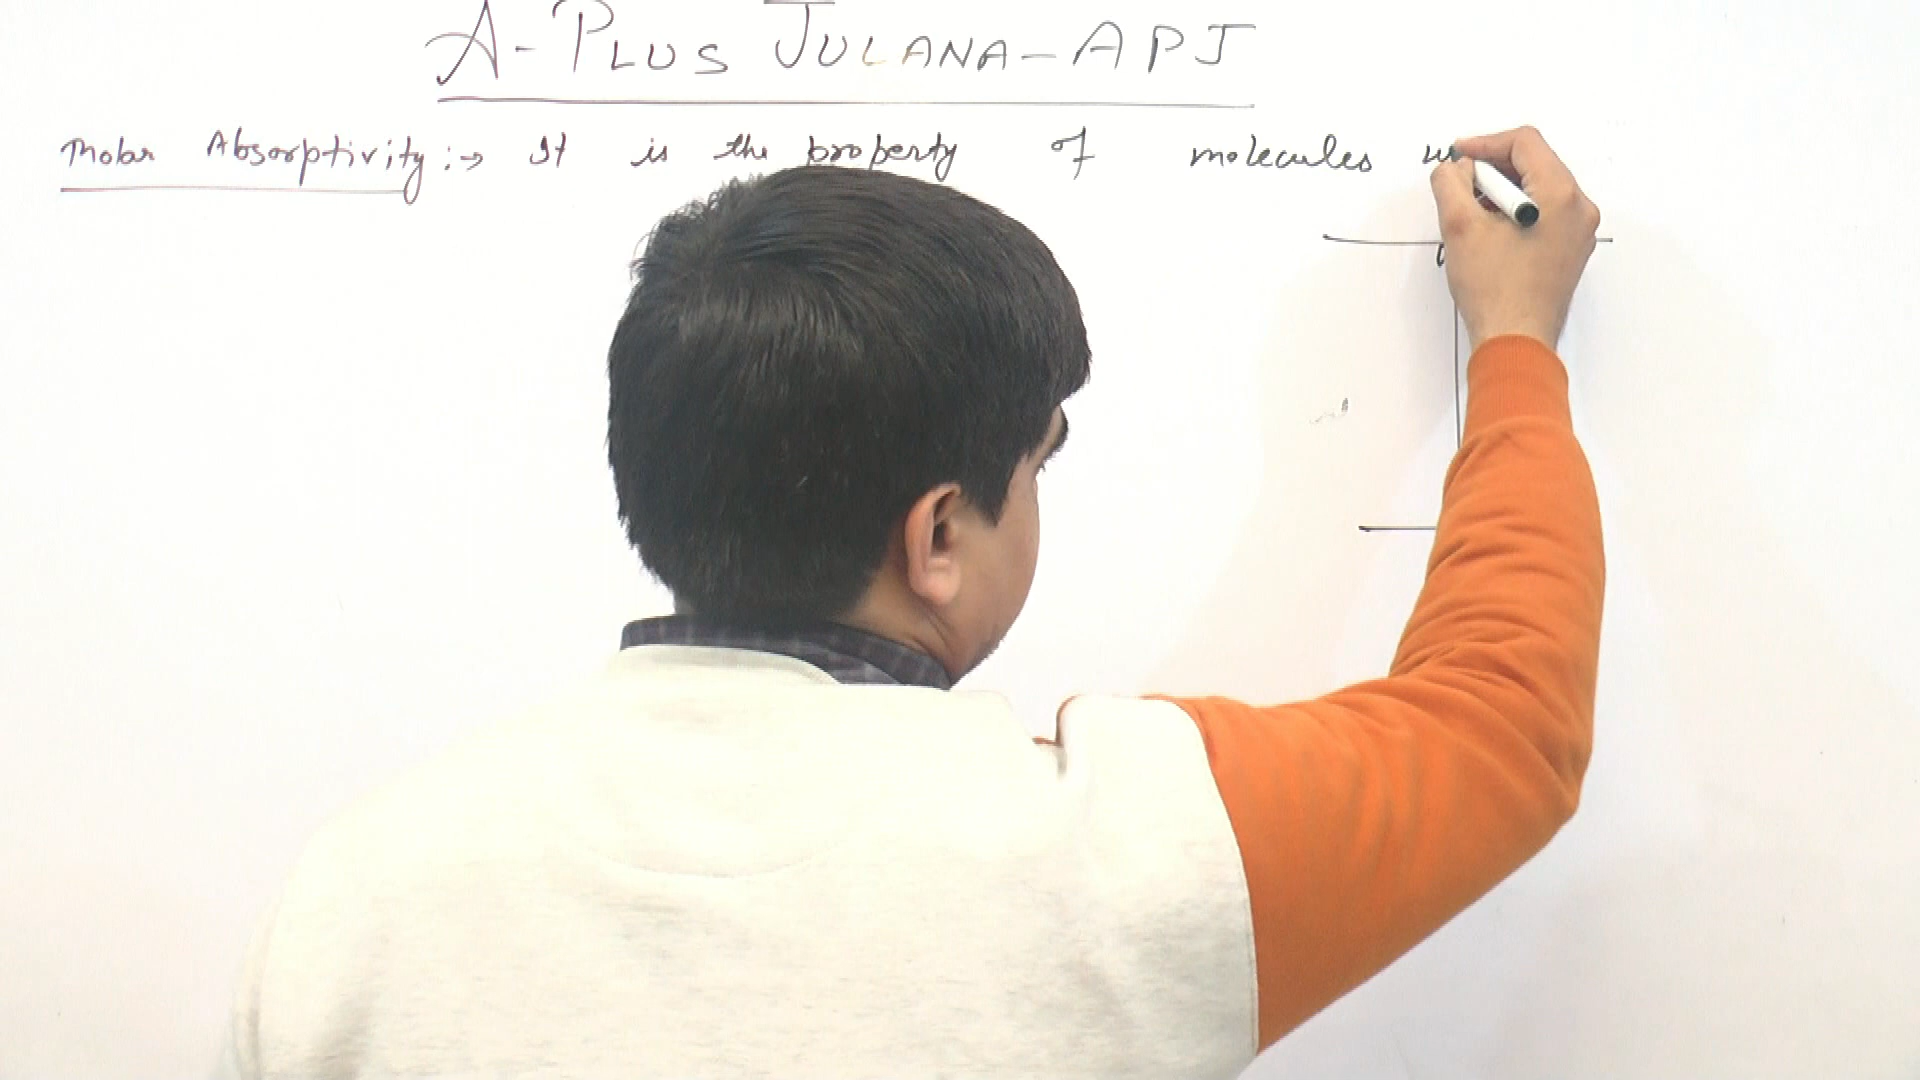 A-PLUS JULANA-APJ
Molar Absorptivity :→ It is the property of molecules